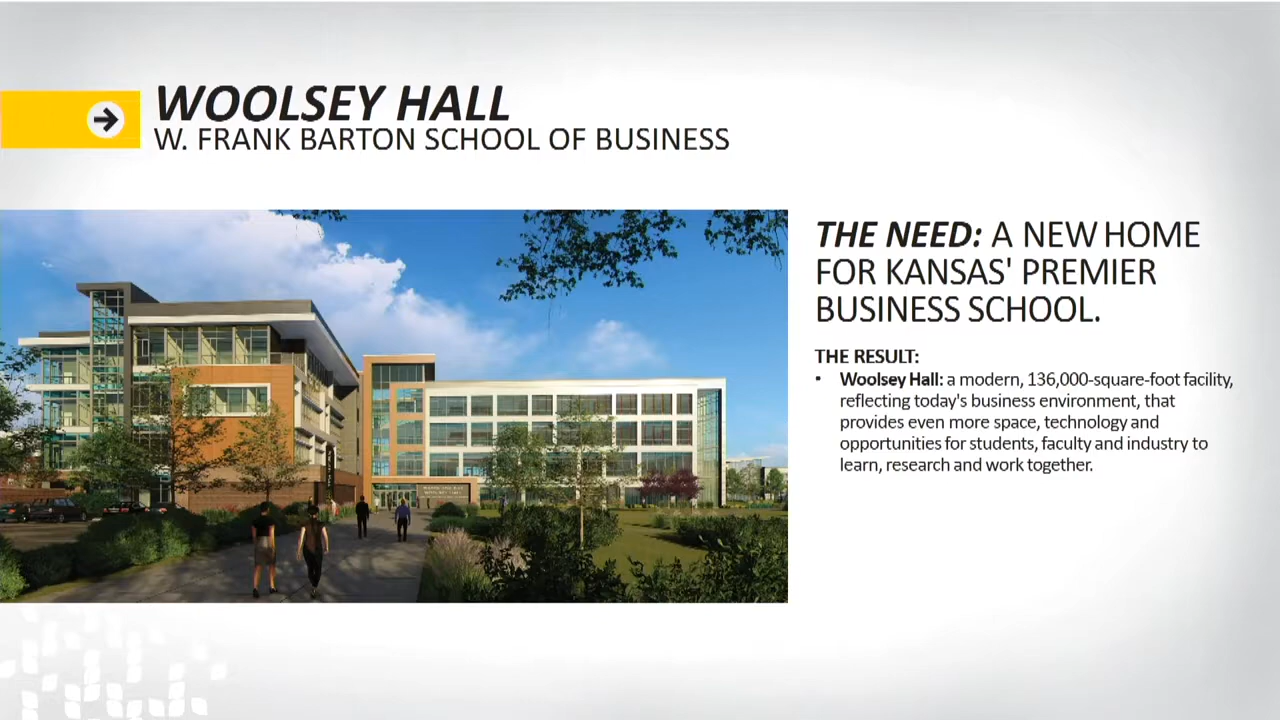 WOOLSEY HALL
W. FRANK BARTON SCHOOL OF BUSINESS
THE NEED: A NEW HOME
FOR KANSAS' PREMIER
BUSINESS SCHOOL.
THE RESULT:
• Woolsey Hall: a modern, 136,000-square-foot facility,
reflecting today's business environment, that
provides even more space, technology and
opportunities for students, faculty and industry to
learn, research and work together.